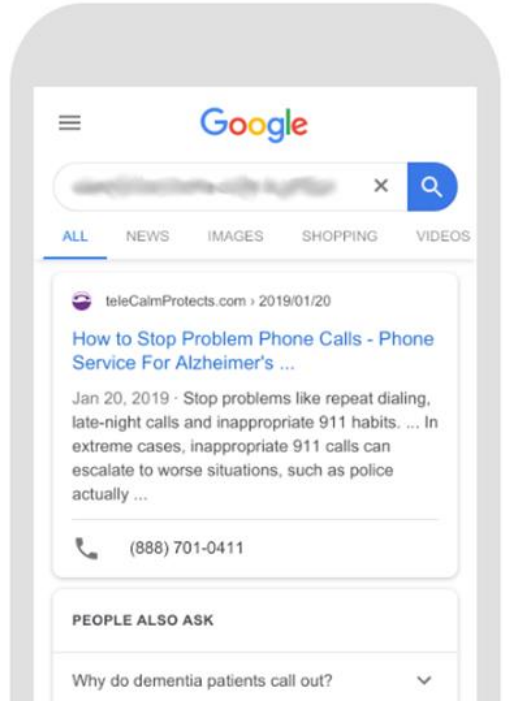 Google
ALL NEWS IMAGES SHOPPING VIDEOS
teleCalmProtects.com › 2019/01/20
How to Stop Problem Phone Calls - Phone
Service For Alzheimer's ...
Jan 20, 2019 · Stop problems like repeat dialing,
late-night calls and inappropriate 911 habits. ... In
extreme cases, inappropriate 911 calls can
escalate to worse situations, such as police
actually ...
(888) 701-0411
PEOPLE ALSO ASK
Why do dementia patients call out?